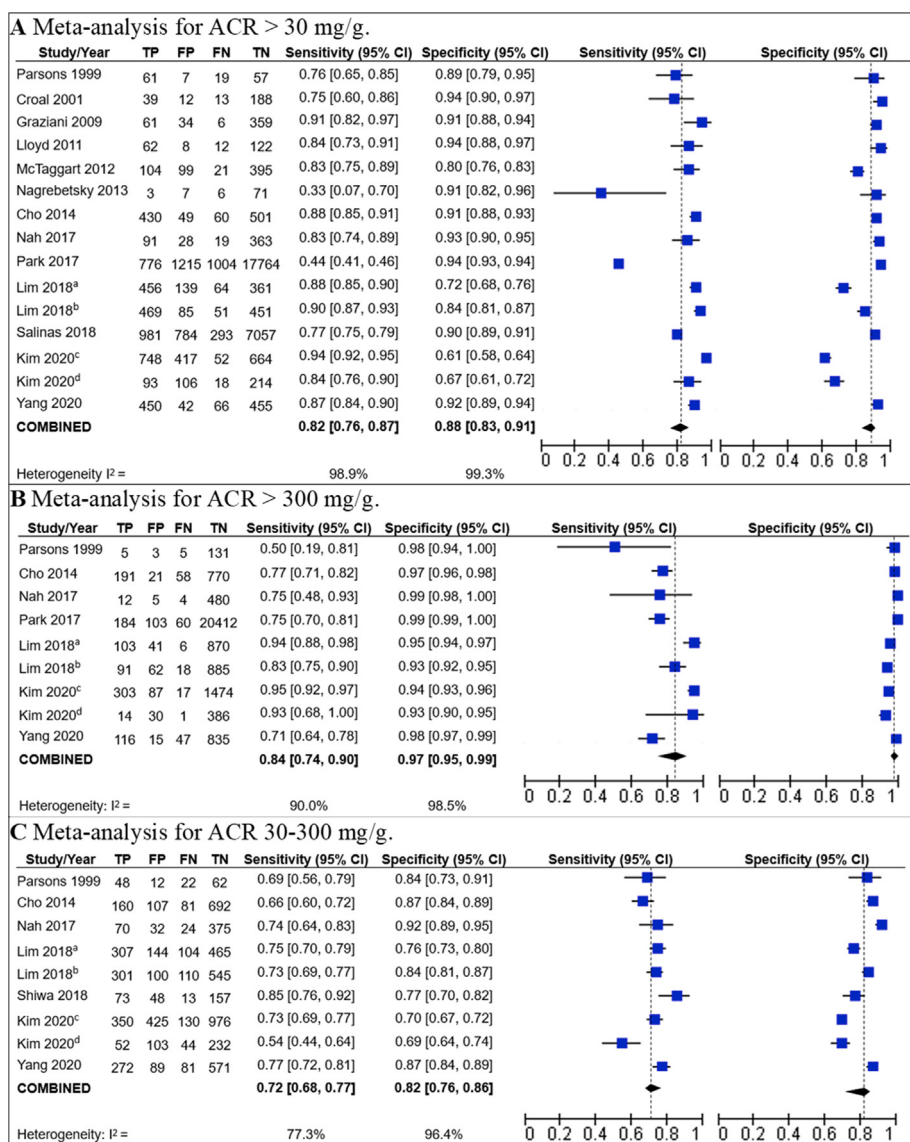 A Meta-analysis for ACR > 30 mg/g.
Study/Year TP FP FN TN Sensitivity (95% CI) Specificity (95% CI) Sensitivity (95% CI) Specificity (95% CI)
Parsons 1999 61 7 19 57 0.76 [0.65, 0.85] 0.89 [0.79, 0.95]
Croal 2001 39 12 13 188 0.75 [0.60, 0.86] 0.94 [0.90, 0.97]
Graziani 2009 61 34 6 359 0.91 [0.82, 0.97] 0.91 [0.88, 0.94]
Lloyd 2011 62 8 12 122 0.84 [0.73, 0.91] 0.94 [0.88, 0.97]
McTaggart 2012 104 99 21 395 0.83 [0.75, 0.89] 0.80 [0.76, 0.83]
Nagrebetsky 2013 3 7 6 71 0.33 [0.07, 0.70] 0.91 [0.82, 0.96]
Cho 2014 430 49 60 501 0.88 [0.85, 0.91] 0.91 [0.88, 0.93]
Nah 2017 91 28 19 363 0.83 [0.74, 0.89] 0.93 [0.90, 0.95]
Park 2017 776 1215 1004 17764 0.44 [0.41, 0.46] 0.94 [0.93, 0.94]
Lim 2018ᵃ 456 139 64 361 0.88 [0.85, 0.90] 0.72 [0.68, 0.76]
Lim 2018ᵇ 469 85 51 451 0.90 [0.87, 0.93] 0.84 [0.81, 0.87]
Salinas 2018 981 784 293 7057 0.77 [0.75, 0.79] 0.90 [0.89, 0.91]
Kim 2020ᶜ 748 417 52 664 0.94 [0.92, 0.95] 0.61 [0.58, 0.64]
Kim 2020ᵈ 93 106 18 214 0.84 [0.76, 0.90] 0.67 [0.61, 0.72]
Yang 2020 450 42 66 455 0.87 [0.84, 0.90] 0.92 [0.89, 0.94]
COMBINED 0.82 [0.76, 0.87] 0.88 [0.83, 0.91]
0 0.2 0.4 0.6 0.8 1 0 0.2 0.4 0.6 0.8 1
Heterogeneity I² = 98.9% 99.3%
B Meta-analysis for ACR > 300 mg/g.
Study/Year TP FP FN TN Sensitivity (95% CI) Specificity (95% CI) Sensitivity (95% CI) Specificity (95% CI)
Parsons 1999 5 3 5 131 0.50 [0.19, 0.81] 0.98 [0.94, 1.00]
Cho 2014 191 21 58 770 0.77 [0.71, 0.82] 0.97 [0.96, 0.98]
Nah 2017 12 5 4 480 0.75 [0.48, 0.93] 0.99 [0.98, 1.00]
Park 2017 184 103 60 20412 0.75 [0.70, 0.81] 0.99 [0.99, 1.00]
Lim 2018ᵃ 103 41 6 870 0.94 [0.88, 0.98] 0.95 [0.94, 0.97]
Lim 2018ᵇ 91 62 18 885 0.83 [0.75, 0.90] 0.93 [0.92, 0.95]
Kim 2020ᶜ 303 87 17 1474 0.95 [0.92, 0.97] 0.94 [0.93, 0.96]
Kim 2020ᵈ 14 30 1 386 0.93 [0.68, 1.00] 0.93 [0.90, 0.95]
Yang 2020 116 15 47 835 0.71 [0.64, 0.78] 0.98 [0.97, 0.99]
COMBINED 0.84 [0.74, 0.90] 0.97 [0.95, 0.99]
0 0.2 0.4 0.6 0.8 1 0 0.2 0.4 0.6 0.8 1
Heterogeneity: I² = 90.0% 98.5%
C Meta-analysis for ACR 30-300 mg/g.
Study/Year TP FP FN TN Sensitivity (95% CI) Specificity (95% CI) Sensitivity (95% CI) Specificity (95% CI)
Parsons 1999 48 12 22 62 0.69 [0.56, 0.79] 0.84 [0.73, 0.91]
Cho 2014 160 107 81 692 0.66 [0.60, 0.72] 0.87 [0.84, 0.89]
Nah 2017 70 32 24 375 0.74 [0.64, 0.83] 0.92 [0.89, 0.95]
Lim 2018ᵃ 307 144 104 465 0.75 [0.70, 0.79] 0.76 [0.73, 0.80]
Lim 2018ᵇ 301 100 110 545 0.73 [0.69, 0.77] 0.84 [0.81, 0.87]
Shiwa 2018 73 48 13 157 0.85 [0.76, 0.92] 0.77 [0.70, 0.82]
Kim 2020ᶜ 350 425 130 976 0.73 [0.69, 0.77] 0.70 [0.67, 0.72]
Kim 2020ᵈ 52 103 44 232 0.54 [0.44, 0.64] 0.69 [0.64, 0.74]
Yang 2020 272 89 81 571 0.77 [0.72, 0.81] 0.87 [0.84, 0.89]
COMBINED 0.72 [0.68, 0.77] 0.82 [0.76, 0.86]
Heterogeneity I² = 77.3% 96.4%
0 0.2 0.4 0.6 0.8 1 0 0.2 0.4 0.6 0.8 1